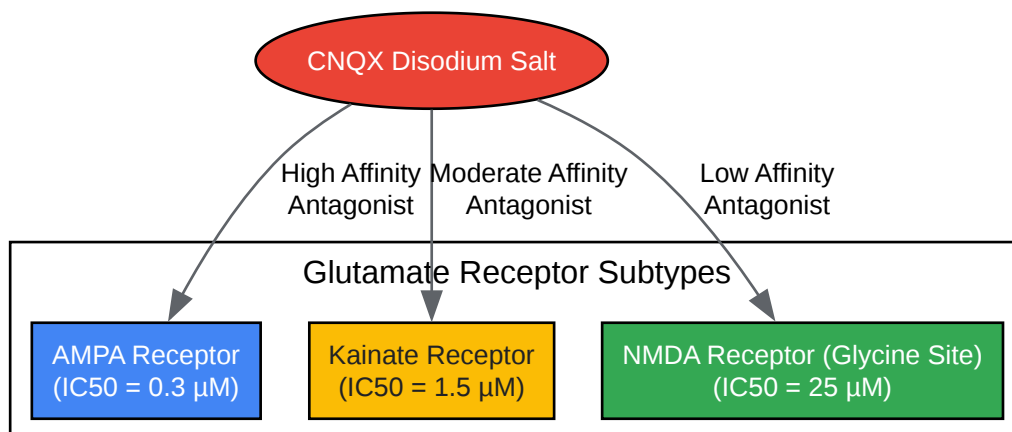 CNQX Disodium Salt
High Affinity
Antagonist
Moderate Affinity
Antagonist
Low Affinity
Antagonist
Glutamate Receptor Subtypes
AMPA Receptor
(IC50 = 0.3 µM)
Kainate Receptor
(IC50 = 1.5 µM)
NMDA Receptor (Glycine Site)
(IC50 = 25 µM)